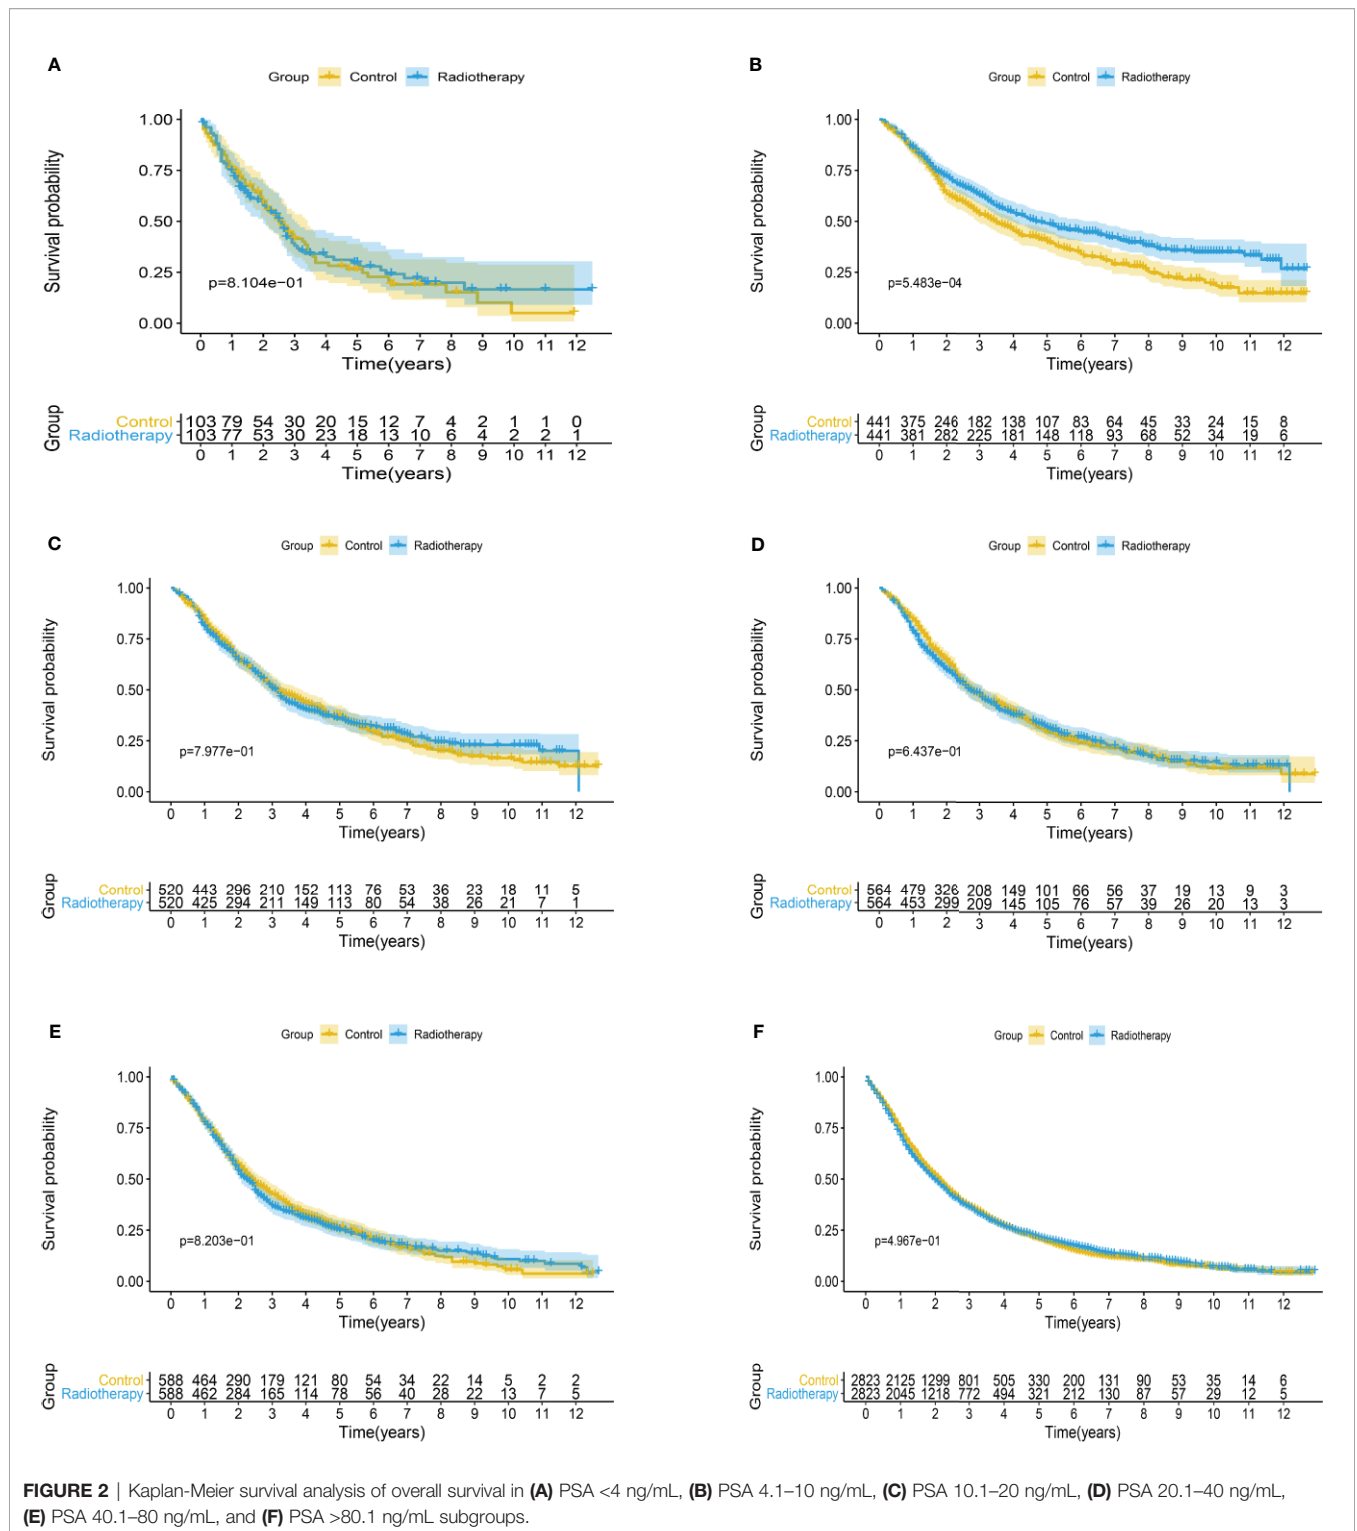 A
Group Control Radiotherapy
Survival probability
1.00
0.75
0.50
0.25
0.00
p=8.104e−01
0 1 2 3 4 5 6 7 8 9 10 11 12
Time(years)
Group
Control 103 79 54 30 20 15 12 7 4 2 1 1 0
Radiotherapy 103 77 53 30 23 18 13 10 6 4 2 2 1
0 1 2 3 4 5 6 7 8 9 10 11 12
Time(years)
B
Group Control Radiotherapy
Survival probability
1.00
0.75
0.50
0.25
0.00
p=5.483e−04
0 1 2 3 4 5 6 7 8 9 10 11 12
Time(years)
Group
Control 441 375 246 182 138 107 83 64 45 33 24 15 8
Radiotherapy 441 381 282 225 181 148 118 93 68 52 34 19 6
0 1 2 3 4 5 6 7 8 9 10 11 12
Time(years)
C
Group Control Radiotherapy
Survival probability
1.00
0.75
0.50
0.25
0.00
p=7.977e−01
0 1 2 3 4 5 6 7 8 9 10 11 12
Time(years)
Group
Control 520 443 296 210 152 113 76 53 36 23 18 11 5
Radiotherapy 520 425 294 211 149 113 80 54 38 26 21 7 1
0 1 2 3 4 5 6 7 8 9 10 11 12
Time(years)
D
Group Control Radiotherapy
Survival probability
1.00
0.75
0.50
0.25
0.00
p=6.437e−01
0 1 2 3 4 5 6 7 8 9 10 11 12
Time(years)
Group
Control 564 479 326 208 149 101 66 56 37 19 13 9 3
Radiotherapy 564 453 299 209 145 105 76 57 39 26 20 13 3
0 1 2 3 4 5 6 7 8 9 10 11 12
Time(years)
E
Group Control Radiotherapy
Survival probability
1.00
0.75
0.50
0.25
0.00
p=8.203e−01
0 1 2 3 4 5 6 7 8 9 10 11 12
Time(years)
Group
Control 588 464 290 179 121 80 54 34 22 14 5 2 2
Radiotherapy 588 462 284 165 114 78 56 40 28 22 13 7 5
0 1 2 3 4 5 6 7 8 9 10 11 12
Time(years)
F
Group Control Radiotherapy
Survival probability
1.00
0.75
0.50
0.25
0.00
p=4.967e−01
0 1 2 3 4 5 6 7 8 9 10 11 12
Time(years)
Group
Control 2823 2125 1299 801 505 330 200 131 90 53 35 14 6
Radiotherapy 2823 2045 1218 772 494 321 212 130 87 57 29 12 5
0 1 2 3 4 5 6 7 8 9 10 11 12
Time(years)
FIGURE 2 | Kaplan-Meier survival analysis of overall survival in (A) PSA <4 ng/mL, (B) PSA 4.1–10 ng/mL, (C) PSA 10.1–20 ng/mL, (D) PSA 20.1–40 ng/mL,
(E) PSA 40.1–80 ng/mL, and (F) PSA >80.1 ng/mL subgroups.